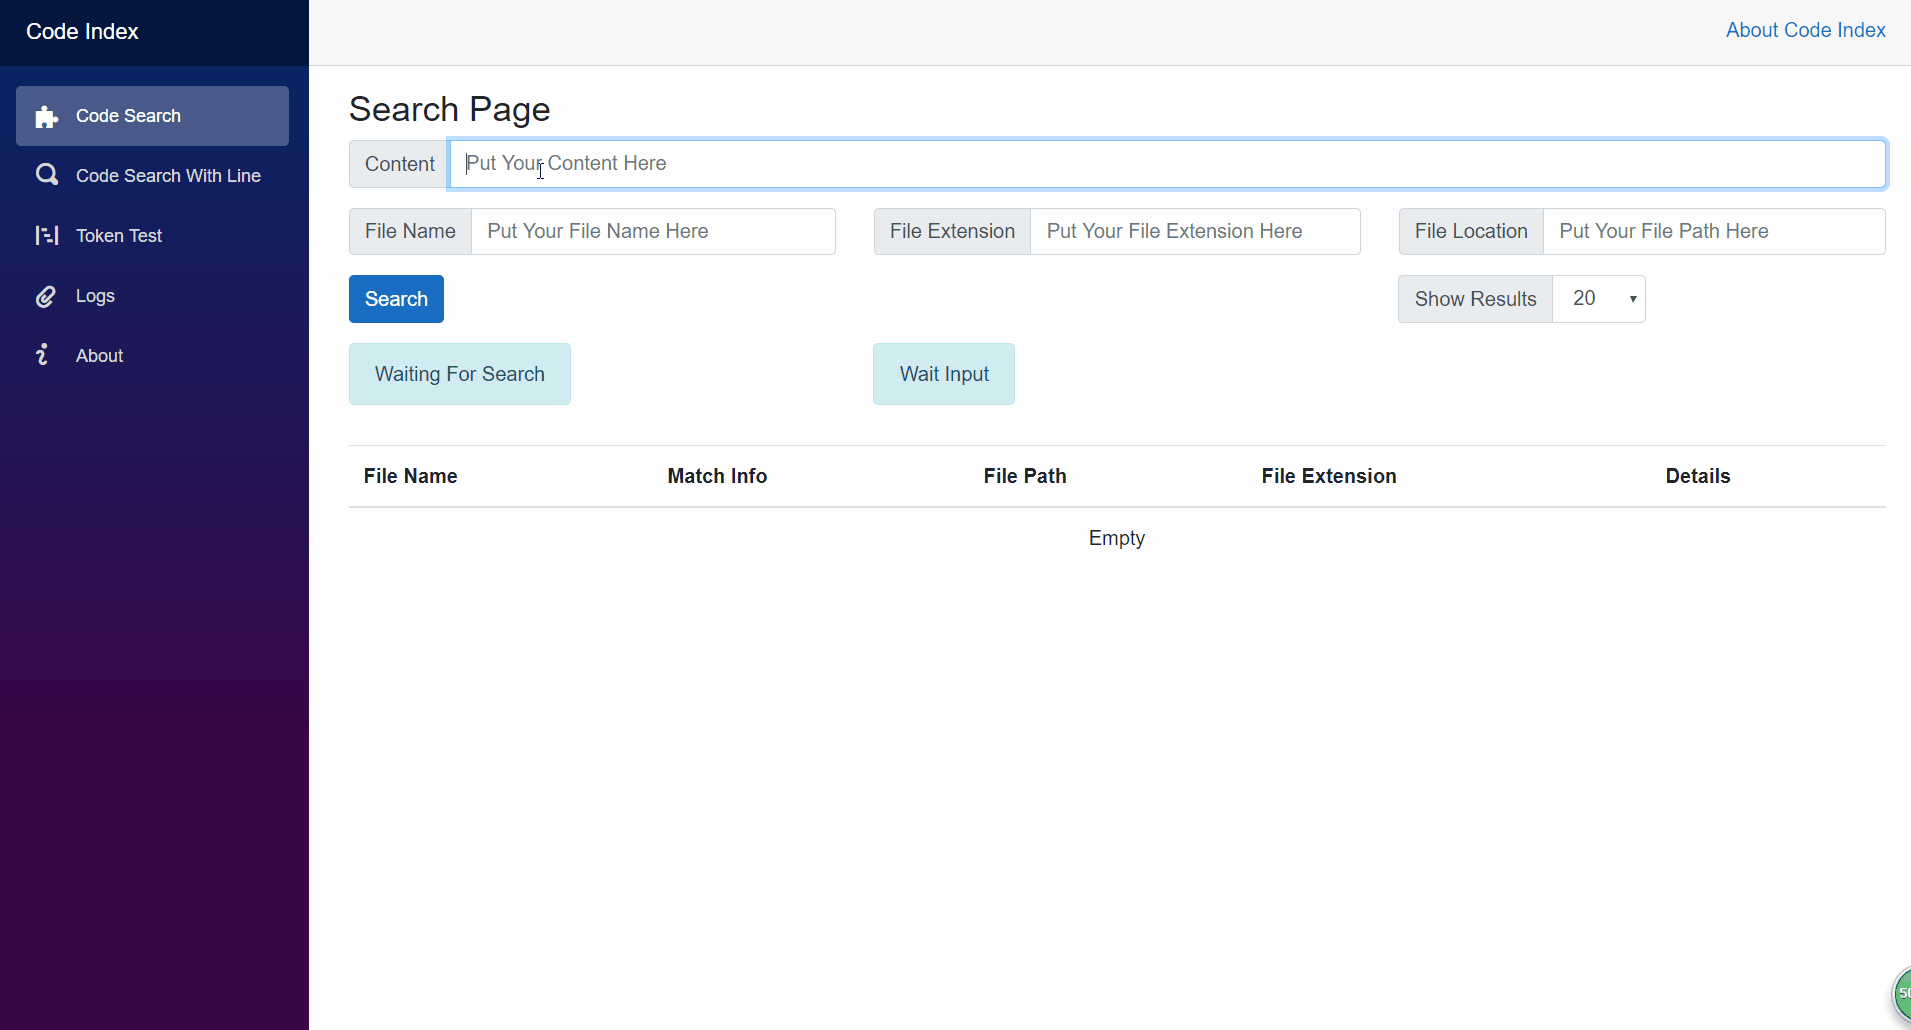 Code Index
About Code Index
Code Search
Code Search With Line
Token Test
Logs
About
Search Page
Content Put Your Content Here
File Name Put Your File Name Here File Extension Put Your File Extension Here File Location Put Your File Path Here
Search Show Results 20
Waiting For Search Wait Input
File Name Match Info File Path File Extension Details
Empty